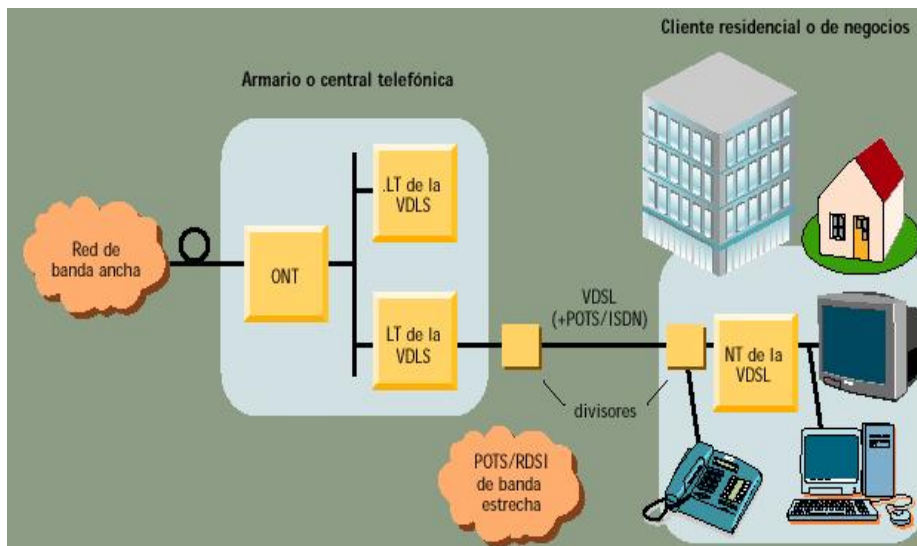 Cliente residencial o de negocios
Armario o central telefónica
.LT de la
VDLS
Red de
banda ancha
ONT
LT de la
VDLS
VDSL
(+POTS/ISDN)
NT de la
VDSL
divisores
POTS/RDSI
de banda
estrecha